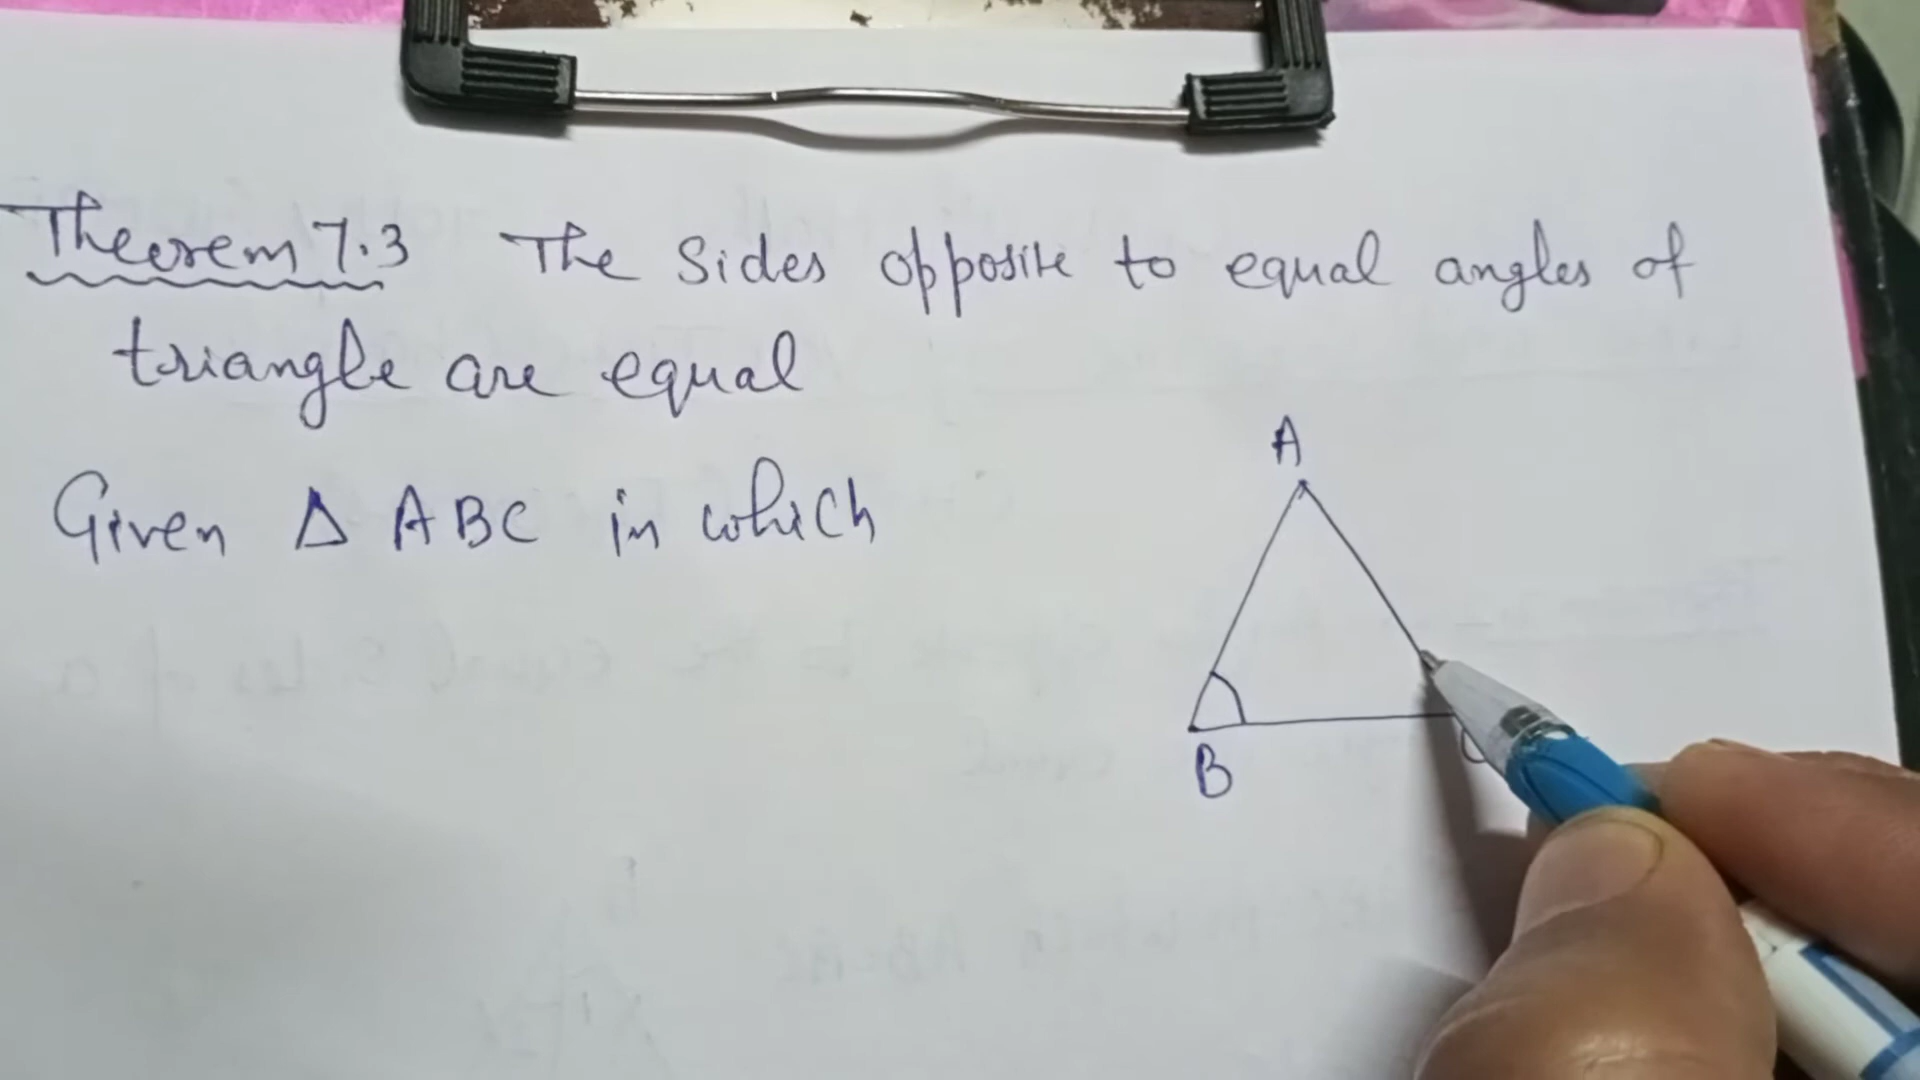 Theorem 7.3 The Sides opposite to equal angles of
triangle are equal
Given Δ ABC in which
A
B